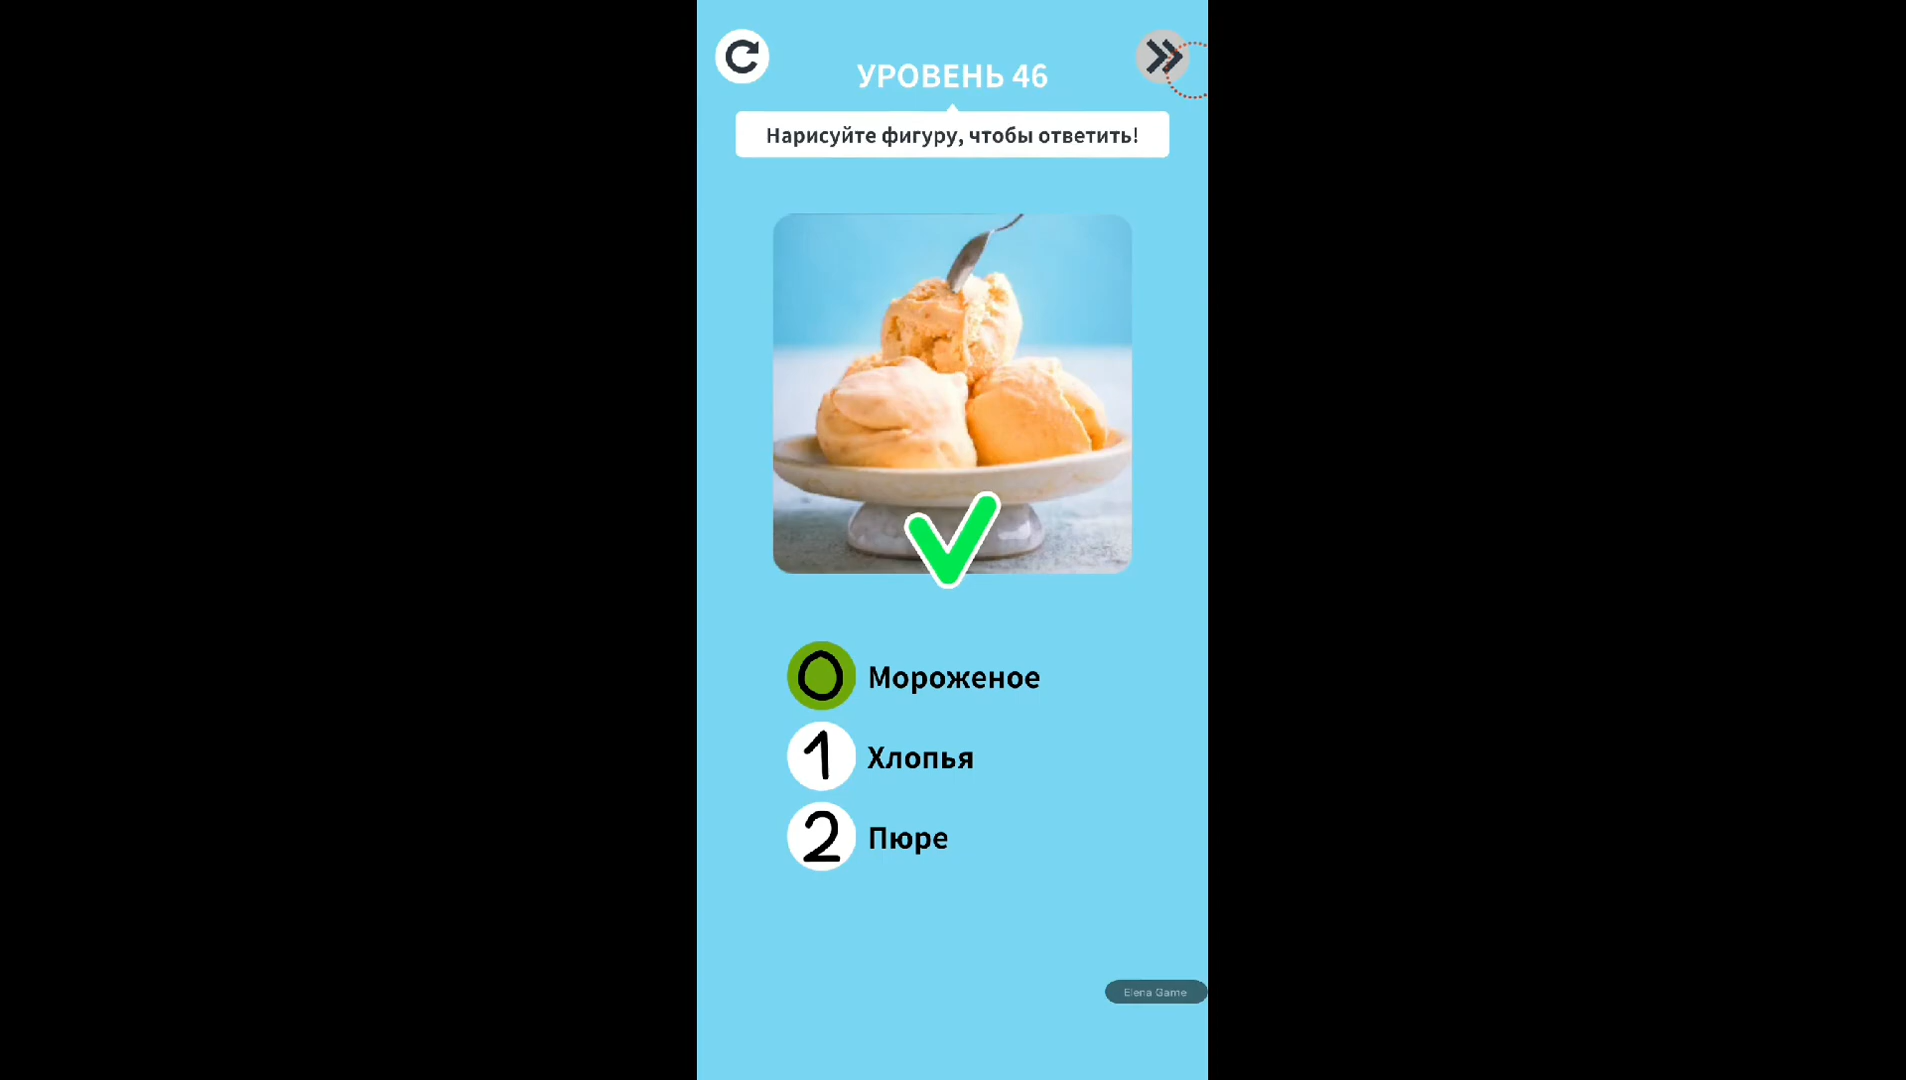 УРОВЕНЬ 46
Нарисуйте фигуру, чтобы ответить!
0 Мороженое
1 Хлопья
2 Пюре
Elena Game